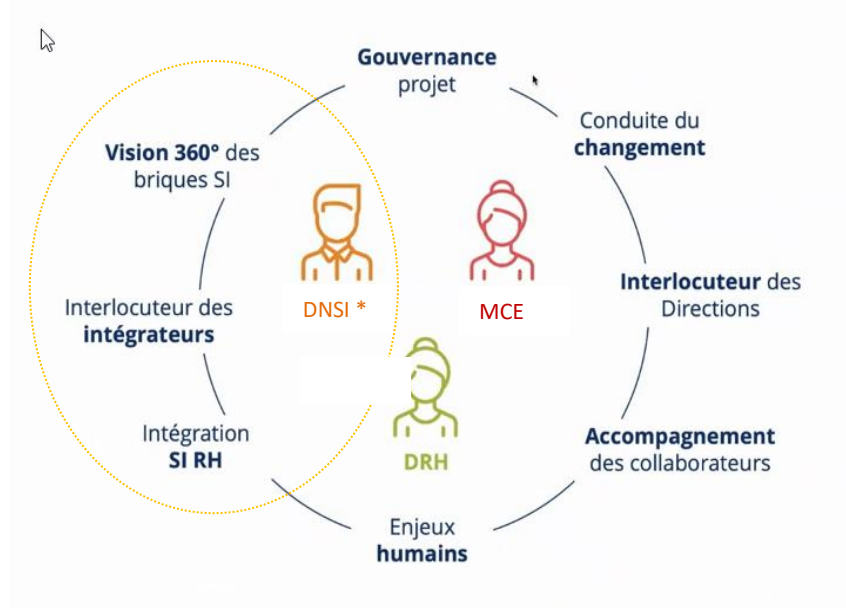 Gouvernance
projet
Conduite du
changement
Vision 360° des
briques SI
Interlocuteur des
Directions
DNSI *
MCE
Interlocuteur des
intégrateurs
Intégration
SI RH
DRH
Accompagnement
des collaborateurs
Enjeux
humains